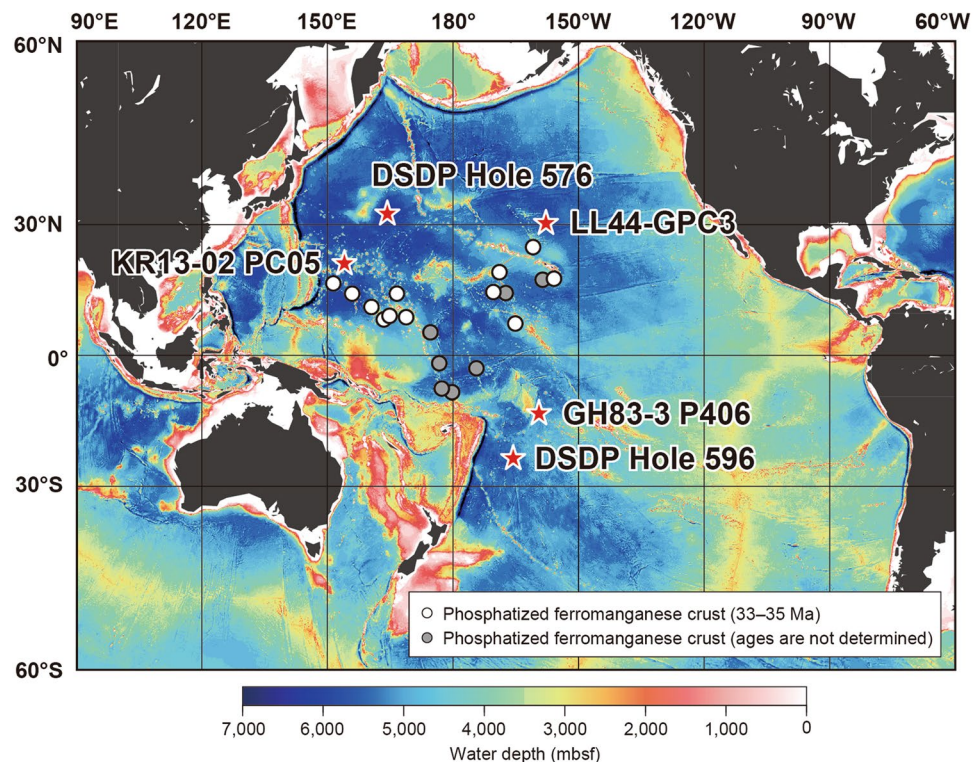 90°E 120°E 150°E 180° 150°W 120°W 90°W 60°W
60°N
DSDP Hole 576
30°N
LL44-GPC3
KR13-02 PC05
0°
GH83-3 P406
DSDP Hole 596
30°S
Phosphatized ferromanganese crust (33–35 Ma)
Phosphatized ferromanganese crust (ages are not determined)
60°S
7,000 6,000 5,000 4,000 3,000 2,000 1,000 0
Water depth (mbsf)